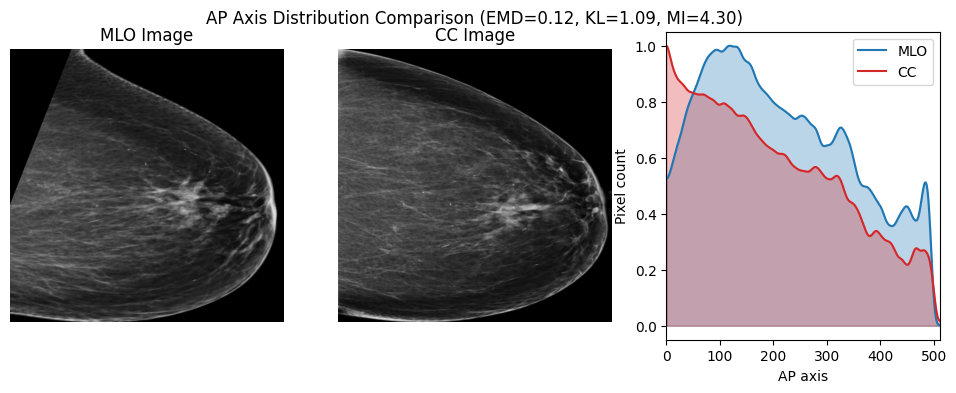 AP Axis Distribution Comparison (EMD=0.12, KL=1.09, MI=4.30)
MLO Image
CC Image
MLO
CC
Pixel count
1.0
0.8
0.6
0.4
0.2
0.0
0 100 200 300 400 500
AP axis